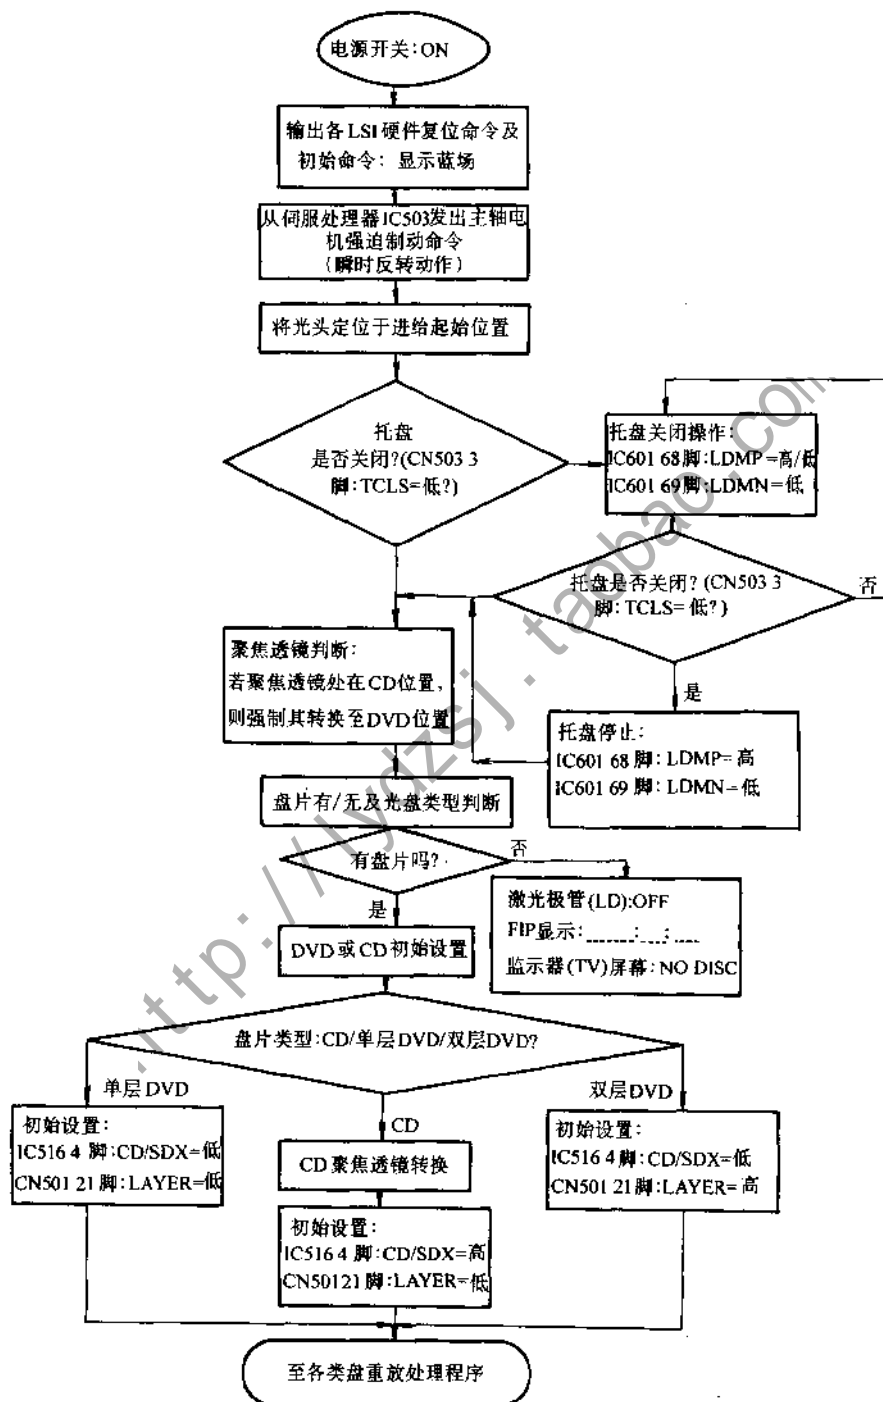 电源开关:ON
输出各LSI硬件复位命令及
初始命令: 显示蓝场
从伺服处理器IC503发出主轴电
机强迫制动命令
(瞬时反转动作)
将光头定位于进给起始位置
托盘
是否关闭?(CN503 3
脚:TCLS=低?)
托盘关闭操作:
IC601 68脚:LDMP=高/低
IC601 69脚:LDMN=低
托盘是否关闭? (CN503 3
脚:TCLS=低?)
否
是
托盘停止:
IC601 68脚: LDMP=高
IC601 69脚: LDMN=低
聚焦透镜判断:
若聚焦透镜处在CD位置,
则强制其转换至DVD位置
盘片有/无及光盘类型判断
有盘片吗?
否
是
激光极管(LD):OFF
FIP显示:
监示器(TV)屏幕: NO DISC
DVD或CD初始设置
盘片类型:CD/单层DVD/双层DVD?
单层DVD
CD
双层DVD
初始设置:
IC516 4 脚:CD/SDX=低
CN501 21 脚:LAYER=低
CD聚焦透镜转换
初始设置:
IC516 4 脚:CD/SDX=高
CN50121脚:LAYER=低
初始设置:
IC516 4脚:CD/SDX=低
CN501 21脚:LAYER=高
至各类盘重放处理程序
http://lydzsj.taobao.com